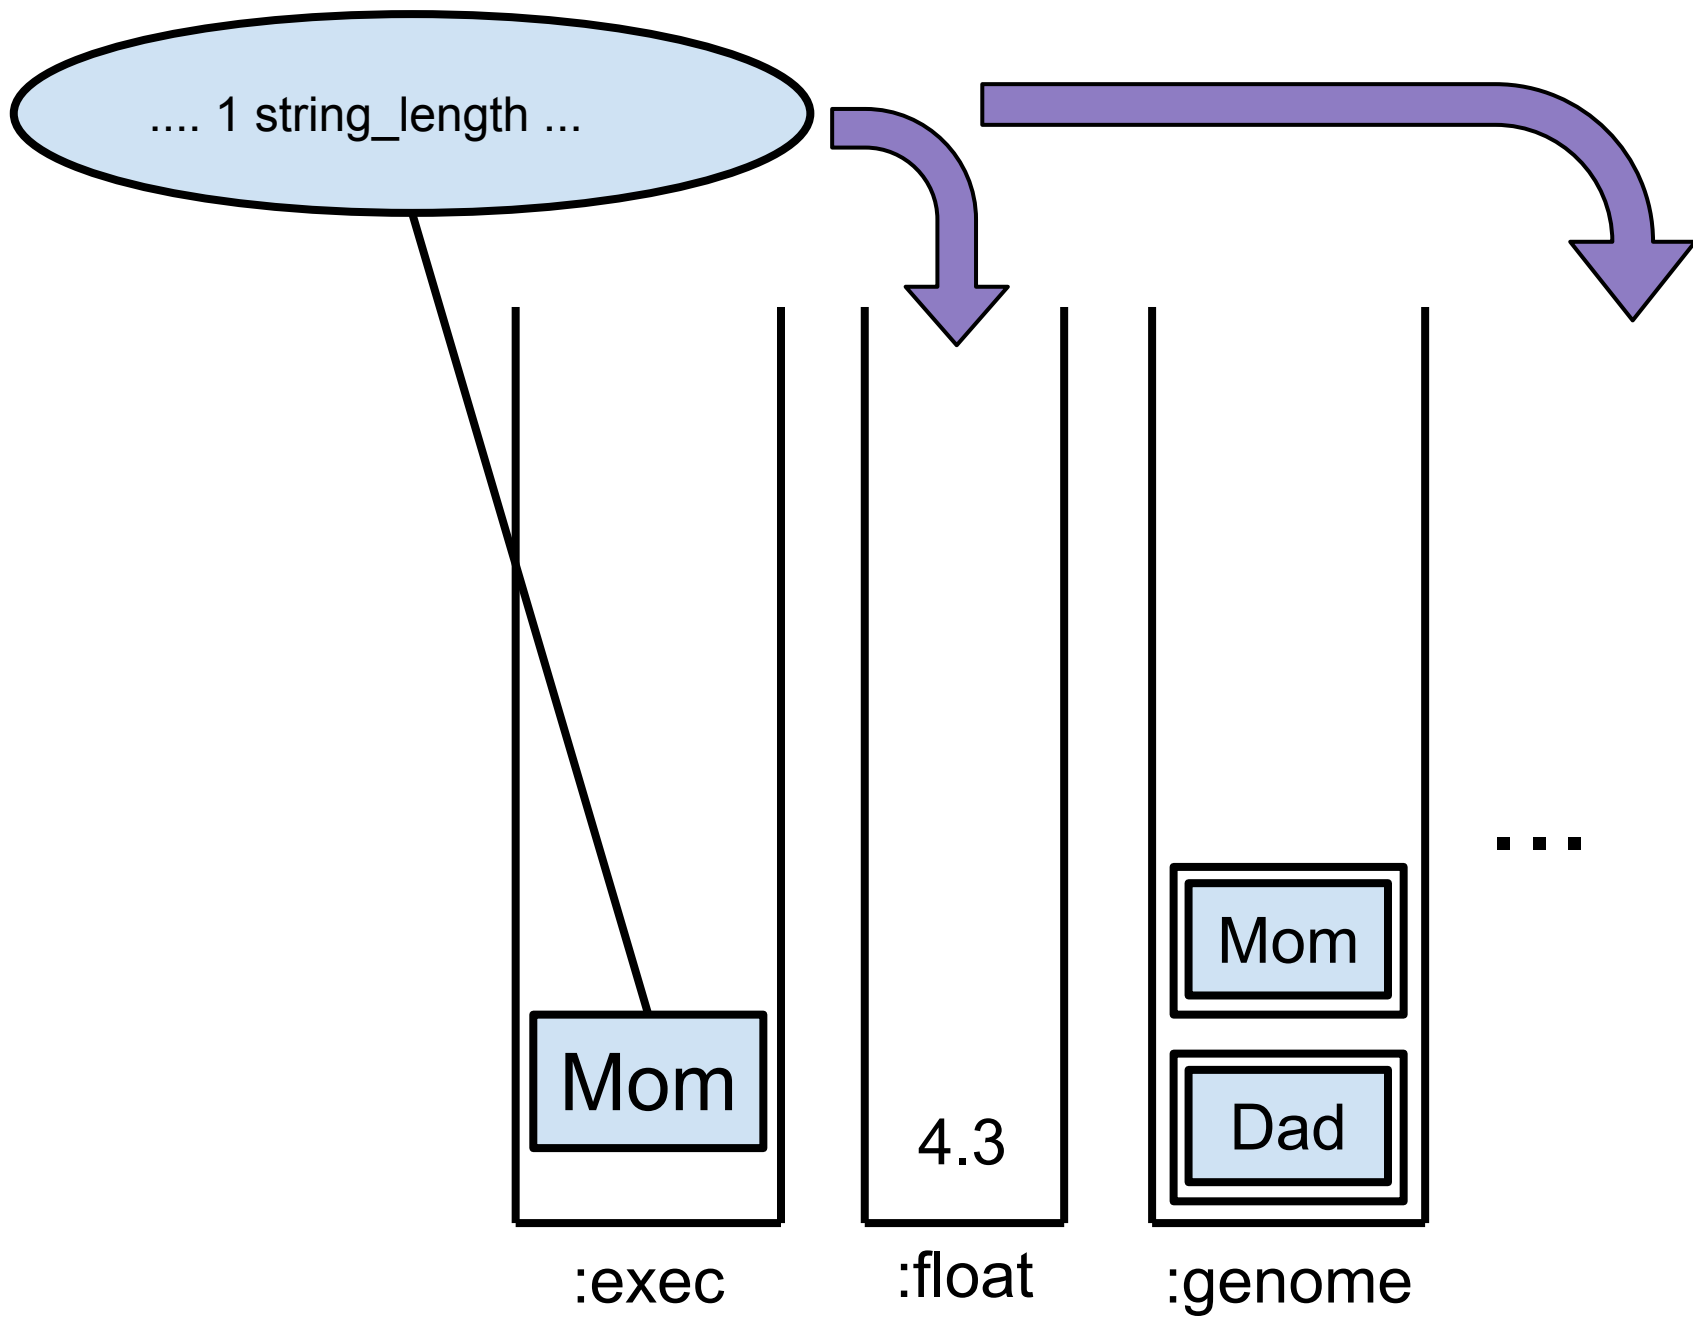 .... 1 string_length ...
...
Mom
Mom
Dad
4.3
:exec
:float
:genome